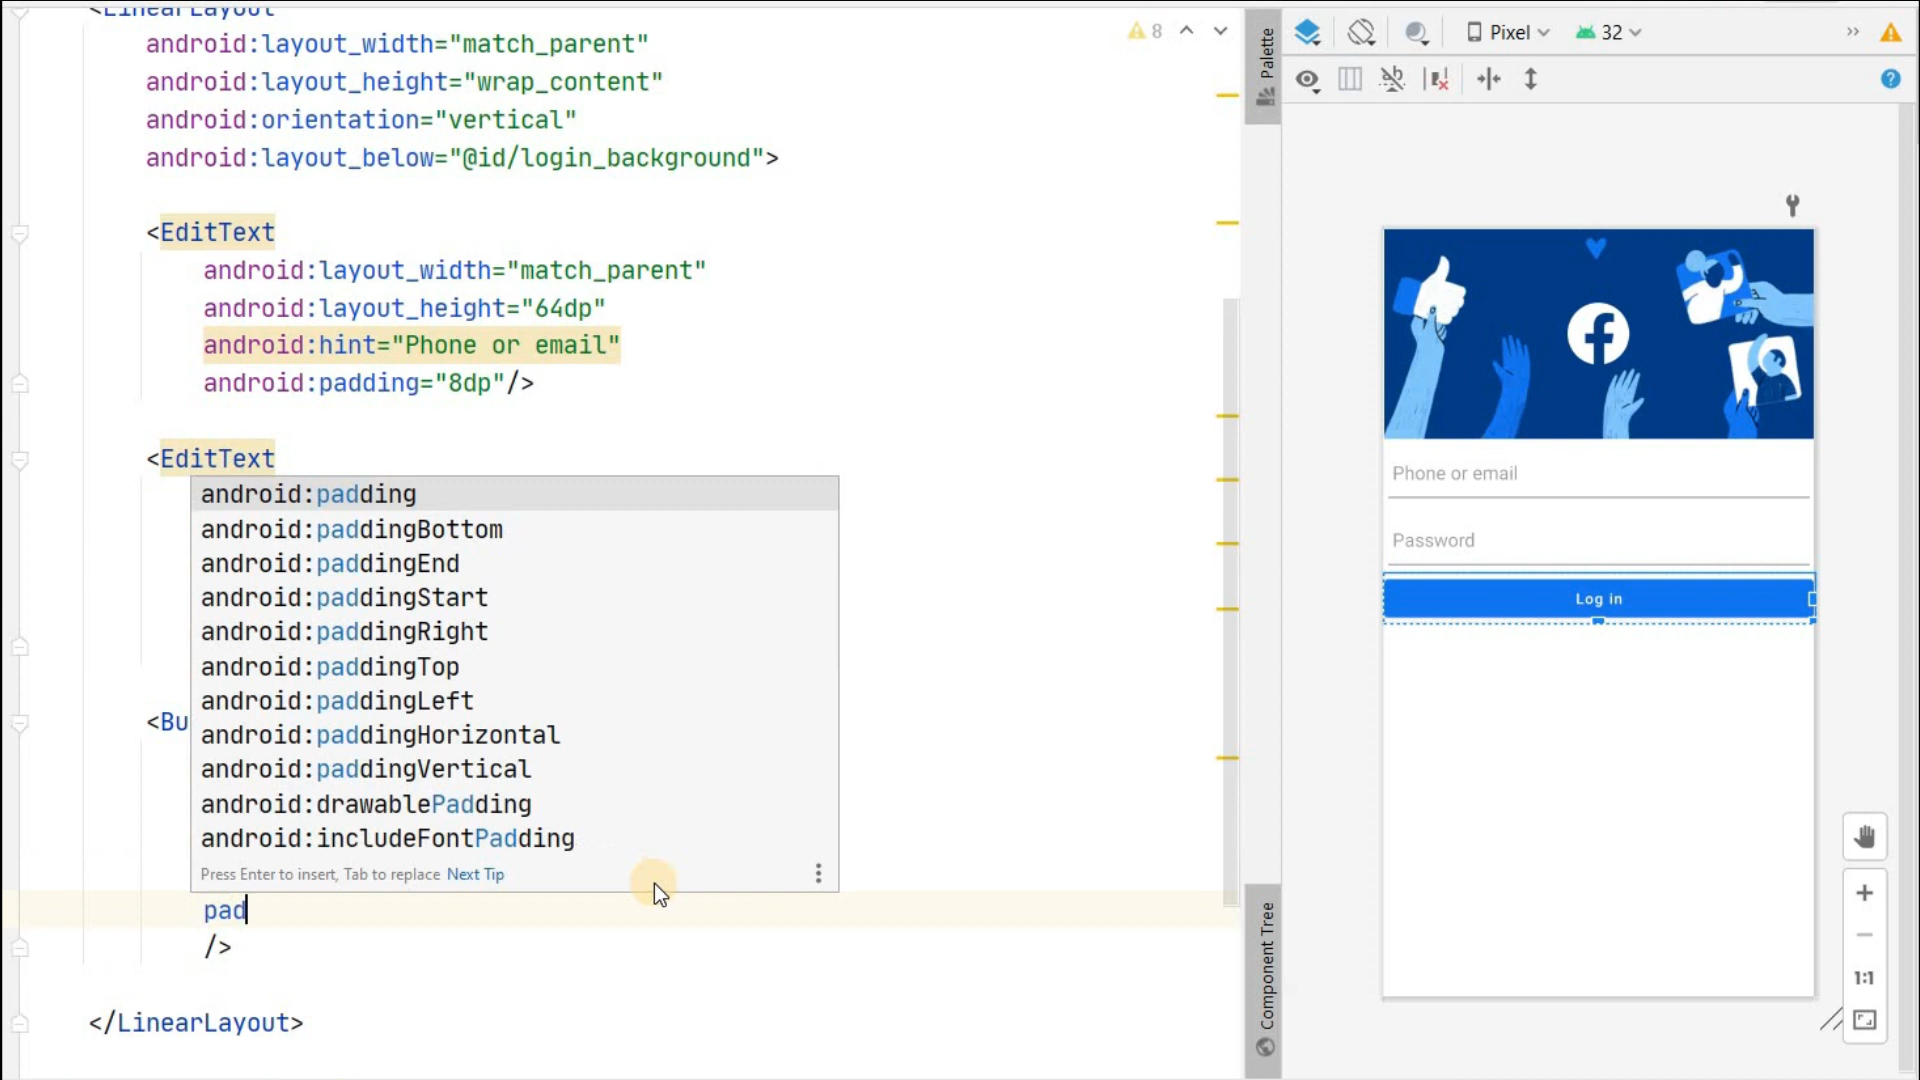 <LinearLayout
android:layout_width="match_parent"
android:layout_height="wrap_content"
android:orientation="vertical"
android:layout_below="@id/login_background">
<EditText
android:layout_width="match_parent"
android:layout_height="64dp"
android:hint="Phone or email"
android:padding="8dp"/>
<EditText
android:padding
android:paddingBottom
android:paddingEnd
android:paddingStart
android:paddingRight
android:paddingTop
android:paddingLeft
<Bu
android:paddingHorizontal
android:paddingVertical
android:drawablePadding
android:includeFontPadding
Press Enter to insert, Tab to replace Next Tip
pad
/>
</LinearLayout>
8
Palette
Component Tree
Pixel
32
?
Phone or email
Password
Log in
1:1